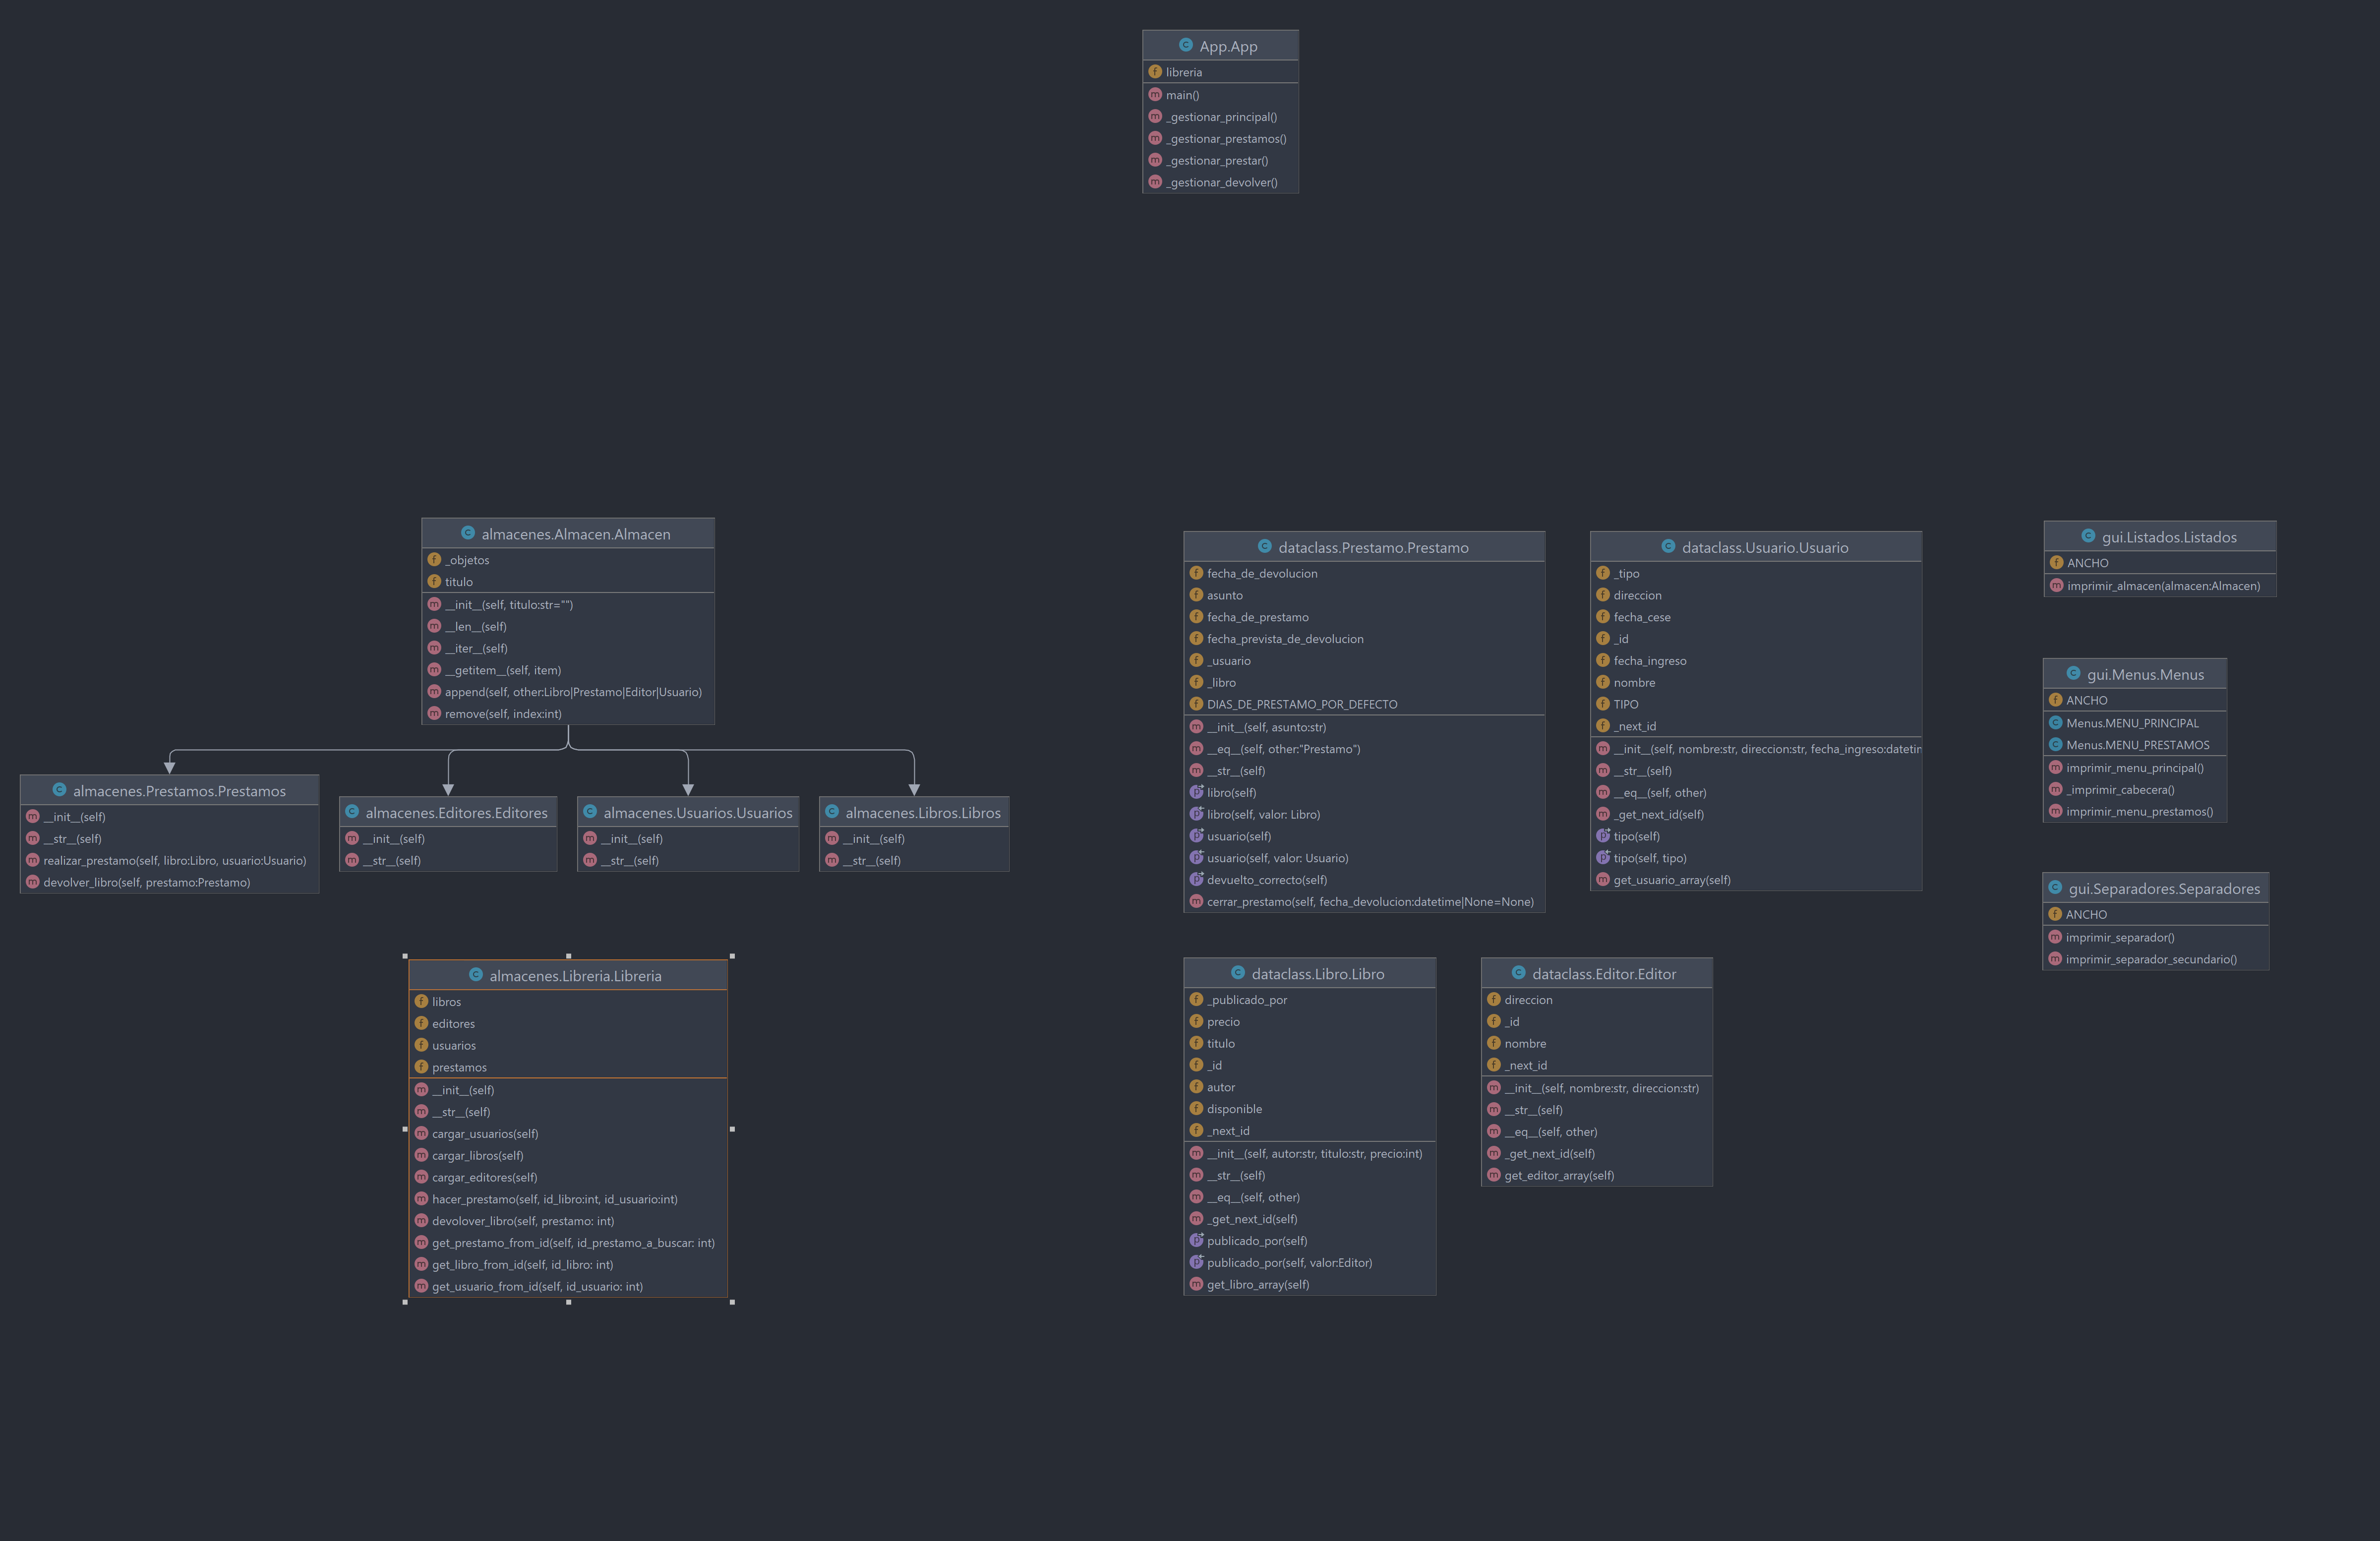 App.App
libreria
main()
_gestionar_principal()
_gestionar_prestamos()
_gestionar_prestar()
_gestionar_devolver()
almacenes.Almacen.Almacen
_objetos
titulo
__init__(self, titulo:str="")
__len__(self)
__iter__(self)
__getitem__(self, item)
append(self, other:Libro|Prestamo|Editor|Usuario)
remove(self, index:int)
almacenes.Prestamos.Prestamos
__init__(self)
__str__(self)
realizar_prestamo(self, libro:Libro, usuario:Usuario)
devolver_libro(self, prestamo:Prestamo)
almacenes.Editores.Editores
__init__(self)
__str__(self)
almacenes.Usuarios.Usuarios
__init__(self)
__str__(self)
almacenes.Libros.Libros
__init__(self)
__str__(self)
almacenes.Libreria.Libreria
libros
editores
usuarios
prestamos
__init__(self)
__str__(self)
cargar_usuarios(self)
cargar_libros(self)
cargar_editores(self)
hacer_prestamo(self, id_libro:int, id_usuario:int)
devolover_libro(self, prestamo: int)
get_prestamo_from_id(self, id_prestamo_a_buscar: int)
get_libro_from_id(self, id_libro: int)
get_usuario_from_id(self, id_usuario: int)
dataclass.Prestamo.Prestamo
fecha_de_devolucion
asunto
fecha_de_prestamo
fecha_prevista_de_devolucion
_usuario
_libro
DIAS_DE_PRESTAMO_POR_DEFECTO
__init__(self, asunto:str)
__eq__(self, other:"Prestamo")
__str__(self)
libro(self)
libro(self, valor: Libro)
usuario(self)
usuario(self, valor: Usuario)
devuelto_correcto(self)
cerrar_prestamo(self, fecha_devolucion:datetime|None=None)
dataclass.Usuario.Usuario
_tipo
direccion
fecha_cese
_id
fecha_ingreso
nombre
TIPO
_next_id
__init__(self, nombre:str, direccion:str, fecha_ingreso:datetin
__str__(self)
__eq__(self, other)
_get_next_id(self)
tipo(self)
tipo(self, tipo)
get_usuario_array(self)
dataclass.Libro.Libro
_publicado_por
precio
titulo
_id
autor
disponible
_next_id
__init__(self, autor:str, titulo:str, precio:int)
__str__(self)
__eq__(self, other)
_get_next_id(self)
publicado_por(self)
publicado_por(self, valor:Editor)
get_libro_array(self)
dataclass.Editor.Editor
direccion
_id
nombre
_next_id
__init__(self, nombre:str, direccion:str)
__str__(self)
__eq__(self, other)
_get_next_id(self)
get_editor_array(self)
gui.Listados.Listados
ANCHO
imprimir_almacen(almacen:Almacen)
gui.Menus.Menus
ANCHO
Menus.MENU_PRINCIPAL
Menus.MENU_PRESTAMOS
imprimir_menu_principal()
_imprimir_cabecera()
imprimir_menu_prestamos()
gui.Separadores.Separadores
ANCHO
imprimir_separador()
imprimir_separador_secundario()